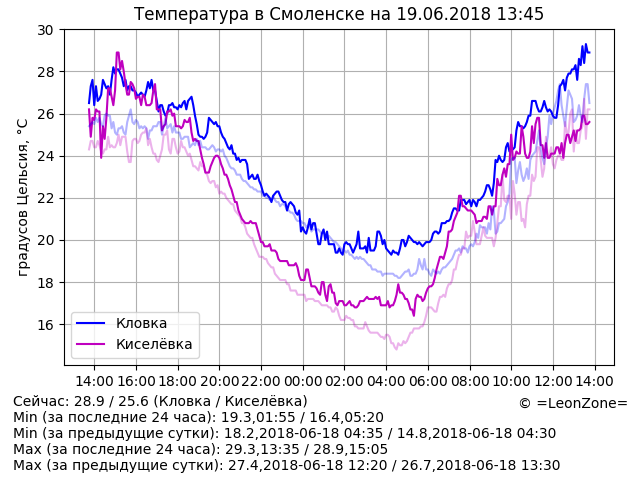 Температура в Смоленске на 19.06.2018 13:45
градусов Цельсия, °C
30
28
26
24
22
20
18
16
Кловка
Киселёвка
14:00 16:00 18:00 20:00 22:00 00:00 02:00 04:00 06:00 08:00 10:00 12:00 14:00
Сейчас: 28.9 / 25.6 (Кловка / Киселёвка)
© =LeonZone=
Min (за последние 24 часа): 19.3,01:55 / 16.4,05:20
Min (за предыдущие сутки): 18.2,2018-06-18 04:35 / 14.8,2018-06-18 04:30
Max (за последние 24 часа): 29.3,13:35 / 28.9,15:05
Max (за предыдущие сутки): 27.4,2018-06-18 12:20 / 26.7,2018-06-18 13:30